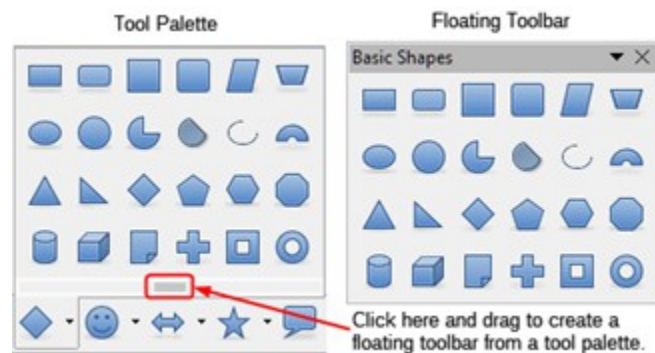 Tool Palette
Floating Toolbar
Basic Shapes
Click here and drag to create a
floating toolbar from a tool palette.